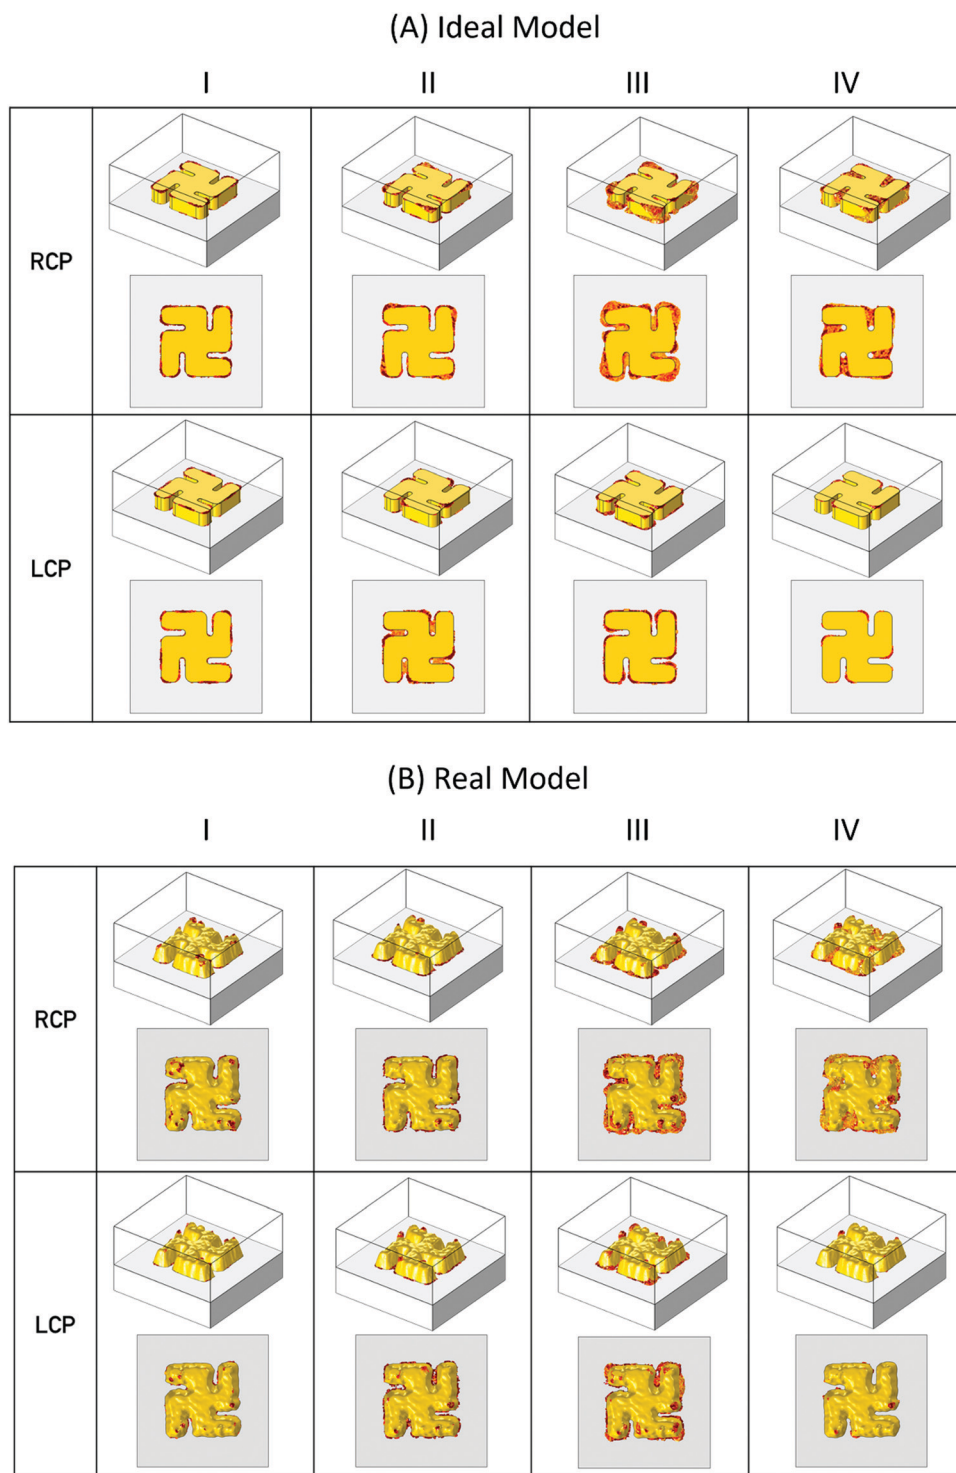 (A) Ideal Model
I II III IV
RCP
LCP
(B) Real Model
I II III IV
RCP
LCP